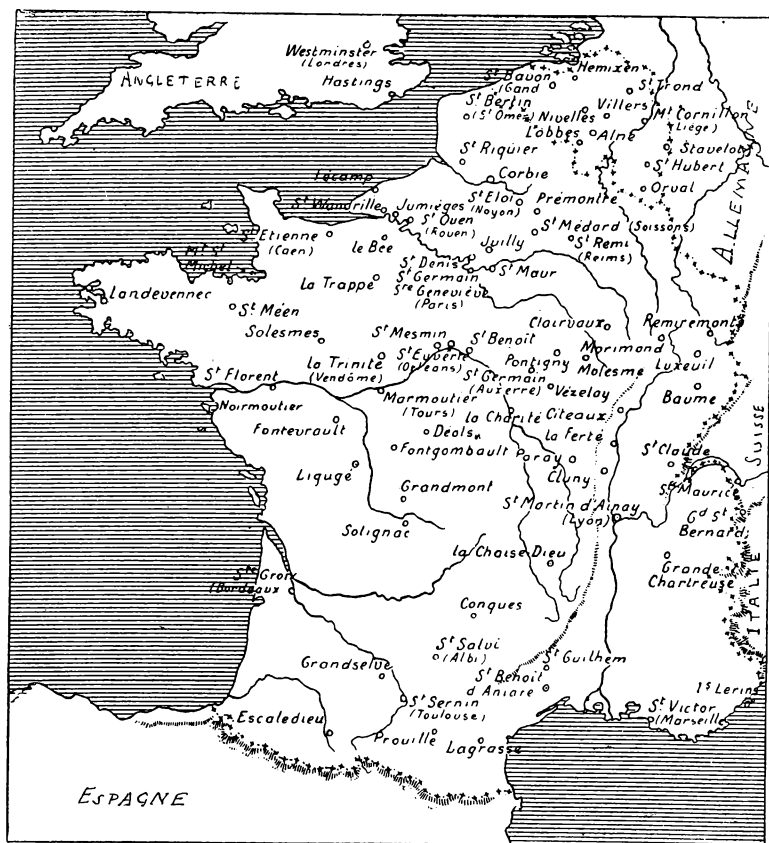 Westminster
(Londres)
ANGLETERRE
Hastings
St Bavon
(Gand
Hemixen
St Trond
St Bertin
(St Omer
Nivelles
Villers
Mt Cornillon
(Liège)
Lobbes
Alne
Stavelot
St Riquier
St Hubert
Corbie
Orval
ALLEMAGNE
Fécamp
St Wandrille
Jumièges
St Eloi
(Noyon)
Prémontré
St Ouen
(Rouen)
St Médard (Soissons)
St Etienne
(Caen)
le Bec
Juilly
St Remi
(Reims)
Mt St
Michel
St Denis
St Maur
la Trappe
St Germain
Ste Geneviève
(Paris)
Landevennec
St Méen
Solesmes
St Mesmin
St Benoit
Clairvaux
Remiremont
la Trinité
(Vendôme)
St Euverte
(Orléans)
Pontigny
Morimond
Molesme
Luxeuil
St Florent
St Germain
(Auxerre)
Vézelay
Baume
Noirmoutier
Marmoutier
(Tours)
la Charité
Citeaux
Fontevrault
Déols
la Ferté
SUISSE
Fontgombault
Paray
St Claude
Ligugé
Cluny
St Maurice
Grandmont
St Martin d'Ainay
(Lyon)
Gd St
Bernard
Solignac
la Chaise Dieu
Grande
Chartreuse
ITALIE
Ste Croix
(Bordeaux
Conques
St Salvi
(Albi)
St Guilhem
Grandselve
St Benoit
d'Aniane
Is Lerins
St Sernin
(Toulouse)
St Victor
(Marseille
Escaledieu
Prouille
Lagrasse
ESPAGNE